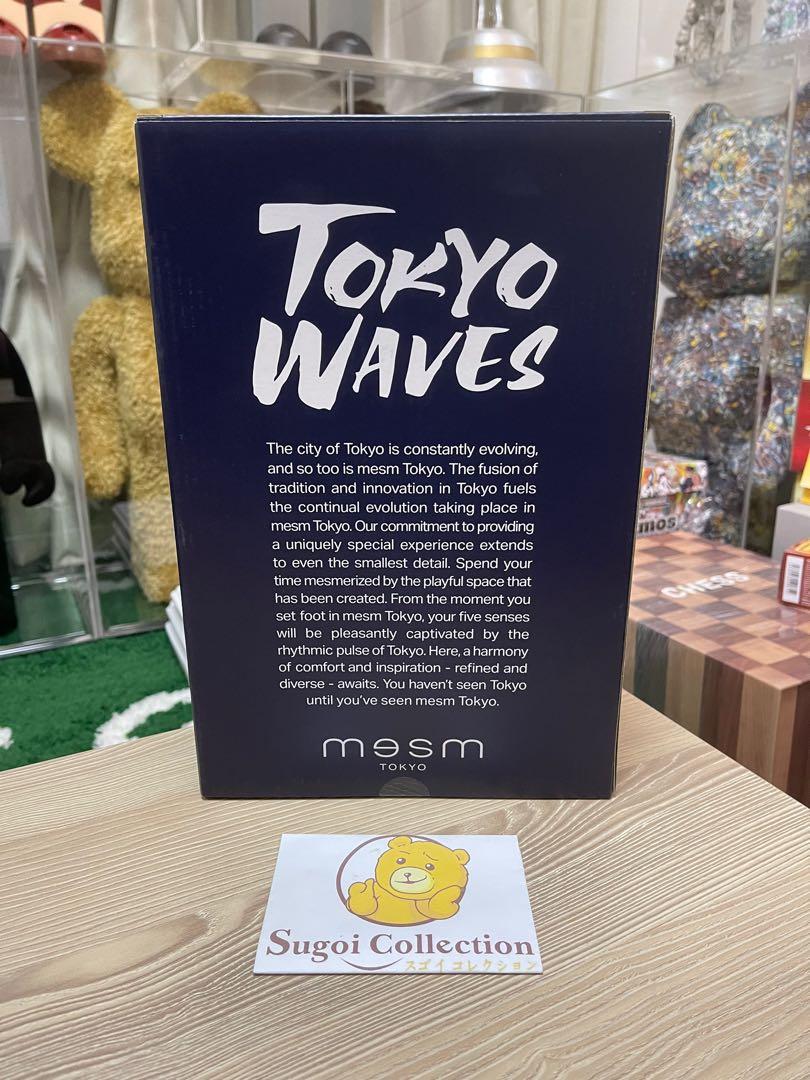 TOKYO
WAVES
The city of Tokyo is constantly evolving,
and so too is mesm Tokyo. The fusion of
tradition and innovation in Tokyo fuels
the continual evolution taking place in
mesm Tokyo. Our commitment to providing
a uniquely special experience extends
to even the smallest detail. Spend your
time mesmerized by the playful space that
has been created. From the moment you
set foot in mesm Tokyo, your five senses
will be pleasantly captivated by the
rhythmic pulse of Tokyo. Here, a harmony
of comfort and inspiration - refined and
diverse - awaits. You haven't seen Tokyo
until you've seen mesm Tokyo.
mesm
TOKYO
mos
CHESS
Sugoi Collection
スゴイコレクション